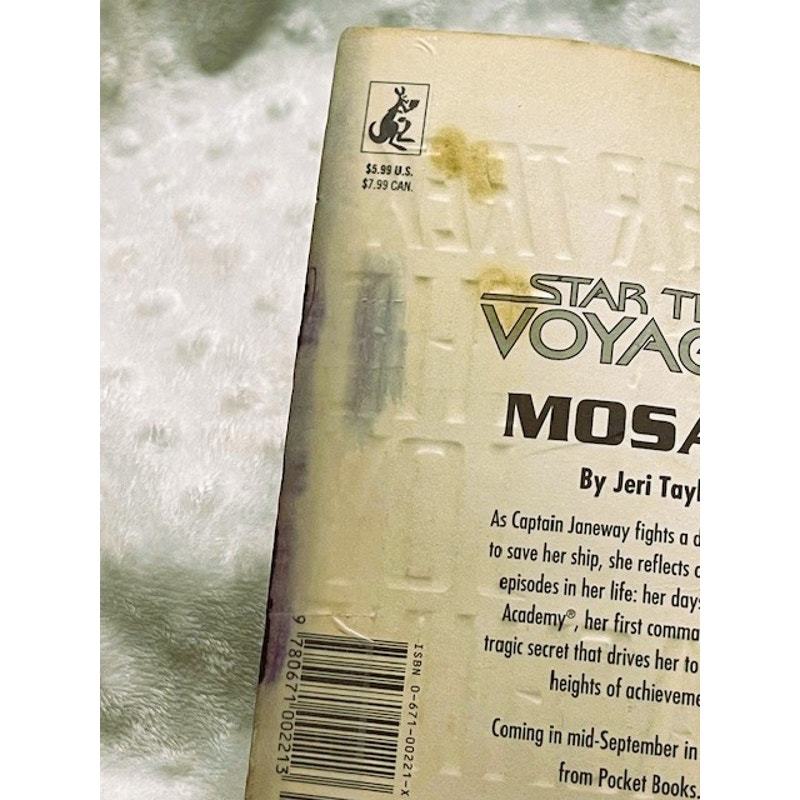 $5.99 U.S.
$7.99 CAN.
STAR T
VOYAG
MOSA
By Jeri Tayl
As Captain Janeway fights a d
to save her ship, she reflects o
episodes in her life: her days
Academy®, her first comma
tragic secret that drives her to
heights of achieveme
Coming in mid-September in
from Pocket Books.
ISBN 0-671-00221-X
9 780671 002213